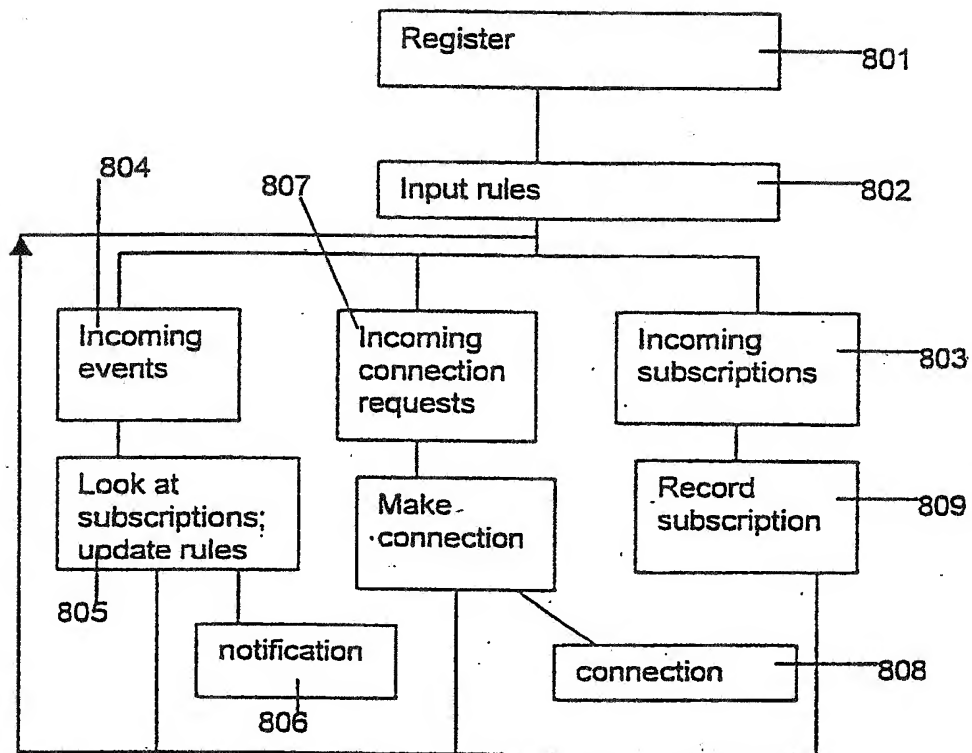 Register
801
804
807
Input rules
802
Incoming
events
Incoming
connection
requests
Incoming
subscriptions
803
Look at
subscriptions;
update rules
Make
connection
Record
subscription
809
805
notification
connection
808
806